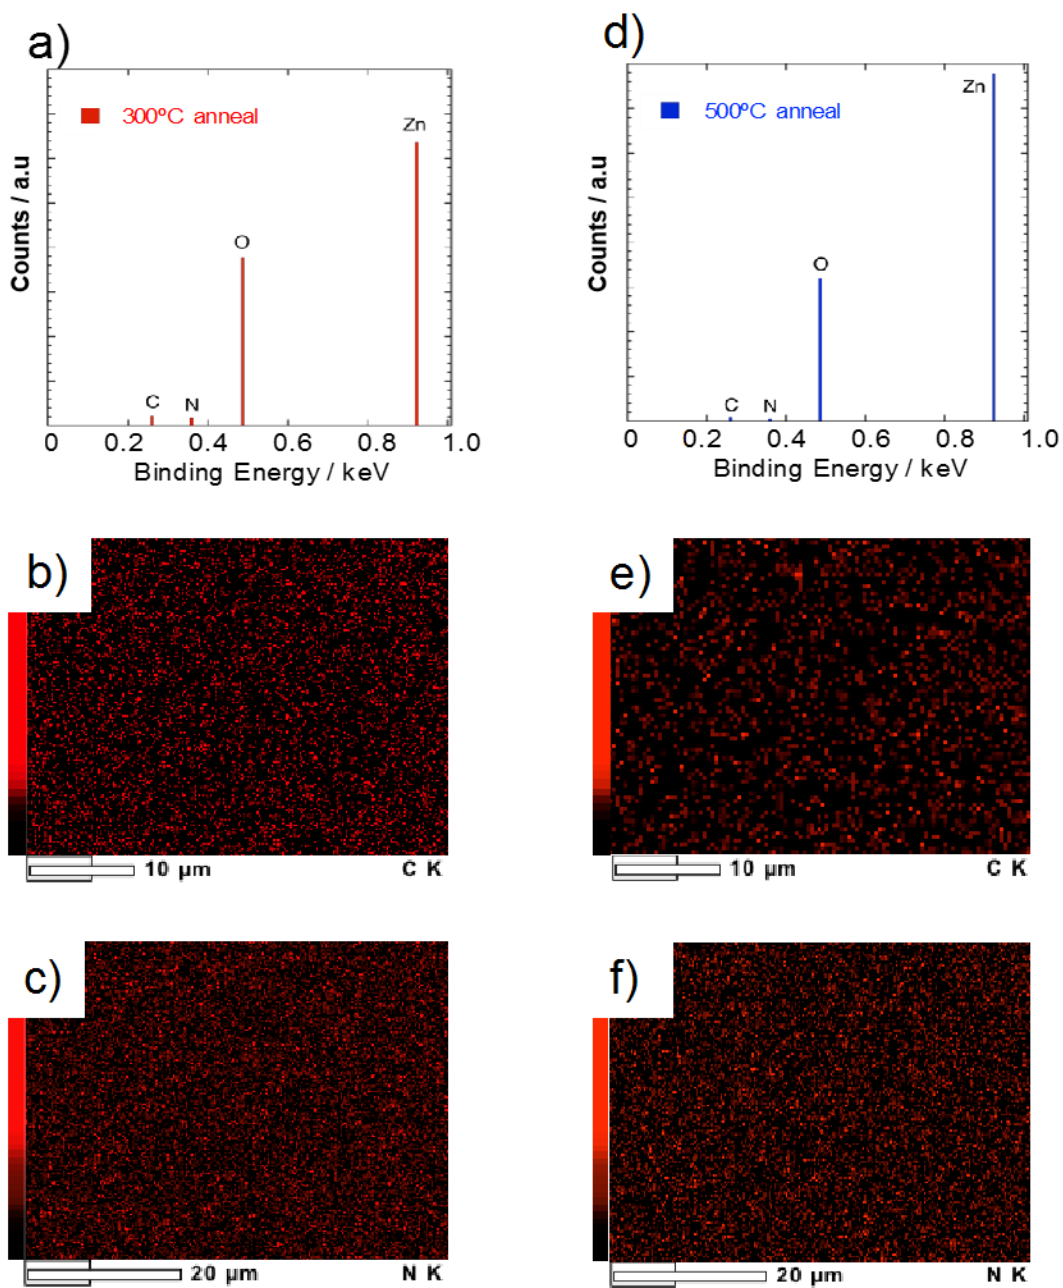 a)
300ºC anneal
Counts / a.u
Zn
O
C
N
0 0.2 0.4 0.6 0.8 1.0
Binding Energy / keV
d)
500ºC anneal
Counts / a.u
Zn
O
C
N
0 0.2 0.4 0.6 0.8 1.0
Binding Energy / keV
b)
10 µm
C K
e)
10 µm
C K
c)
20 µm
N K
f)
20 µm
N K